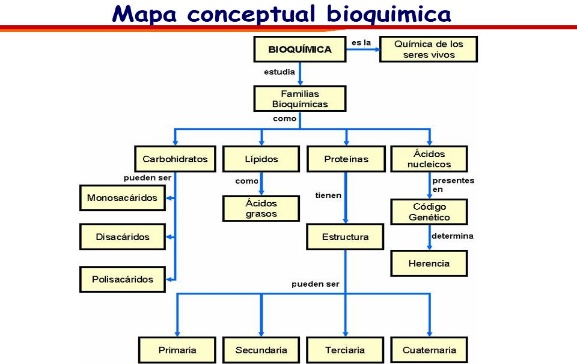 Mapa conceptual bioquimica
BIOQUÍMICA
es la
Química de los
seres vivos
estudia
Familias
Bioquímicas
como
Carbohidratos
Lípidos
Proteínas
Ácidos
nucleicos
pueden ser
como
tienen
presentes
en
Monosacáridos
Ácidos
grasos
Código
Genético
Disacáridos
Estructura
determina
Herencia
Polisacáridos
pueden ser
Primaria
Secundaria
Terciaria
Cuaternaria